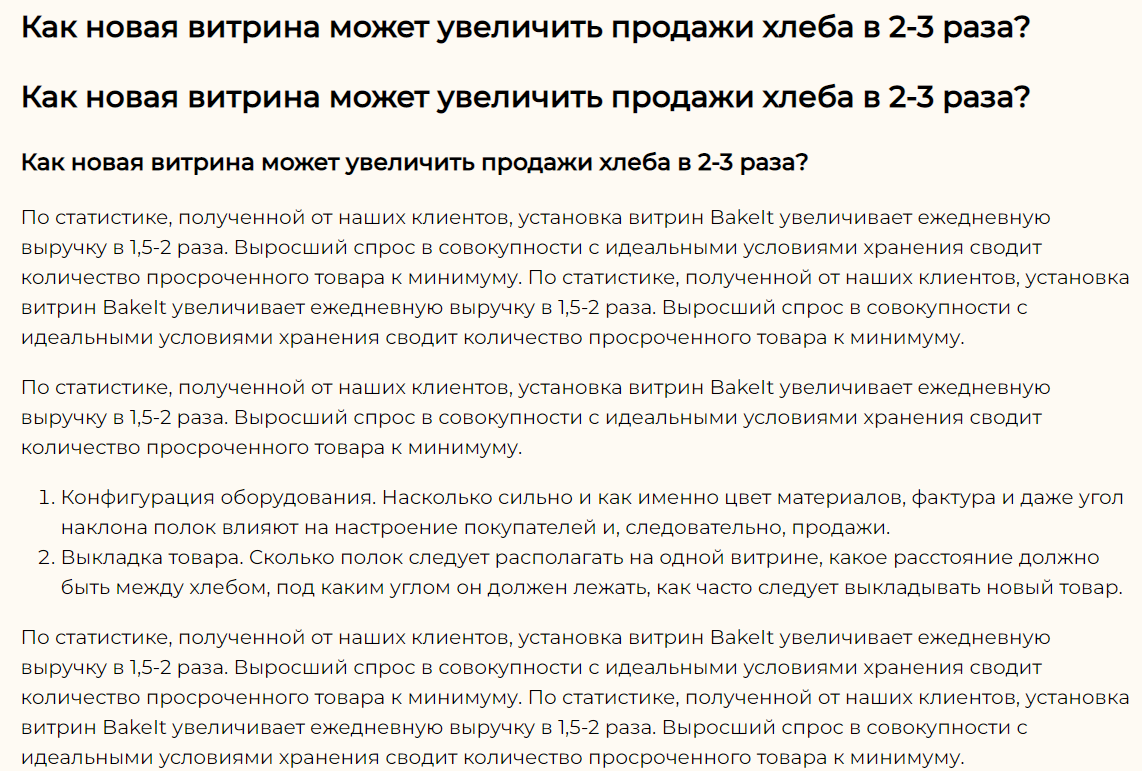 Как новая витрина может увеличить продажи хлеба в 2-3 раза?
Как новая витрина может увеличить продажи хлеба в 2-3 раза?
Как новая витрина может увеличить продажи хлеба в 2-3 раза?
По статистике, полученной от наших клиентов, установка витрин BakeIt увеличивает ежедневную
выручку в 1,5-2 раза. Выросший спрос в совокупности с идеальными условиями хранения сводит
количество просроченного товара к минимуму. По статистике, полученной от наших клиентов, установка
витрин BakeIt увеличивает ежедневную выручку в 1,5-2 раза. Выросший спрос в совокупности с
идеальными условиями хранения сводит количество просроченного товара к минимуму.
По статистике, полученной от наших клиентов, установка витрин BakeIt увеличивает ежедневную
выручку в 1,5-2 раза. Выросший спрос в совокупности с идеальными условиями хранения сводит
количество просроченного товара к минимуму.
1. Конфигурация оборудования. Насколько сильно и как именно цвет материалов, фактура и даже угол
наклона полок влияют на настроение покупателей и, следовательно, продажи.
2. Выкладка товара. Сколько полок следует располагать на одной витрине, какое расстояние должно
быть между хлебом, под каким углом он должен лежать, как часто следует выкладывать новый товар.
По статистике, полученной от наших клиентов, установка витрин BakeIt увеличивает ежедневную
выручку в 1,5-2 раза. Выросший спрос в совокупности с идеальными условиями хранения сводит
количество просроченного товара к минимуму. По статистике, полученной от наших клиентов, установка
витрин BakeIt увеличивает ежедневную выручку в 1,5-2 раза. Выросший спрос в совокупности с
идеальными условиями хранения сводит количество просроченного товара к минимуму.